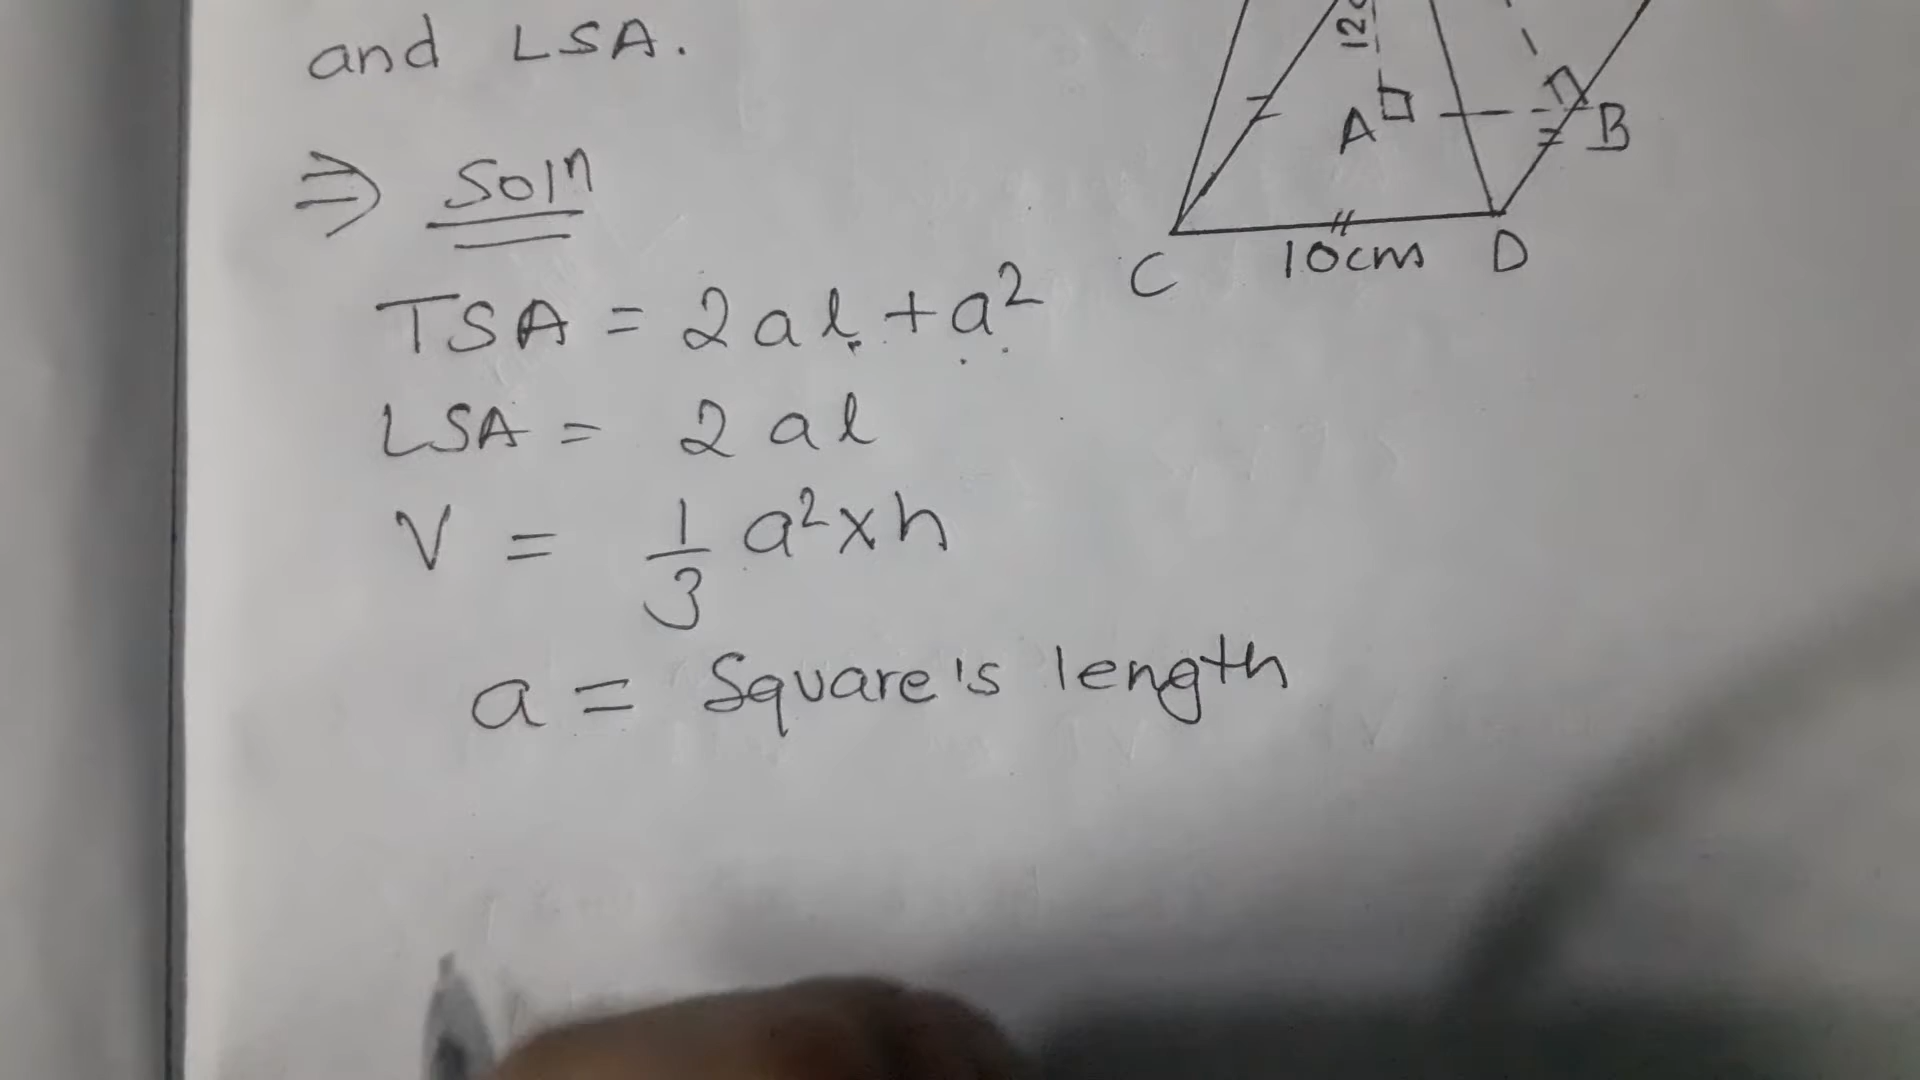 and LSA.
⇒ Soln
TSA = 2al + a²
LSA = 2al
V = 1/3 a² x h
a = Square's length
A
B
C
10cm
D